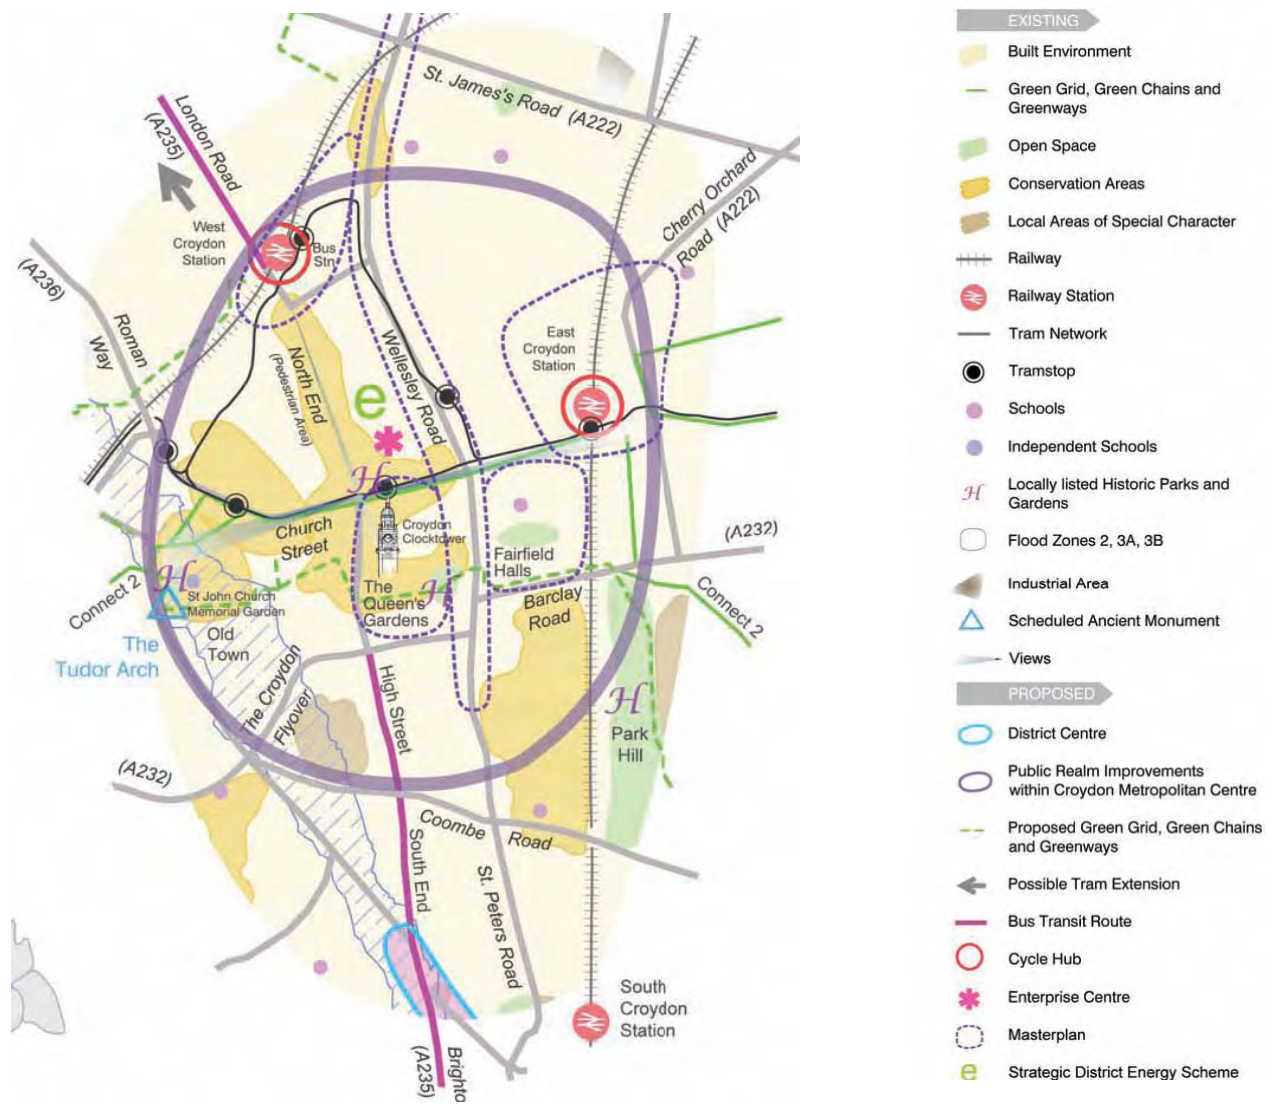 St. James's Road (A222)
London Road
(A235)
Cherry Orchard
Road (A222)
West
Croydon
Station
Bus
Stn
(A236)
Roman
Way
East
Croydon
Station
North End
(Pedestrian Area)
Wellesley Road
e
H
Church
Street
Croydon
Clocktower
Fairfield
Halls
(A232)
Connect 2
H
St John Church
Memorial Garden
The
Queen's
Gardens
H
Barclay
Road
Connect 2
Old
Town
The
Tudor Arch
The Croydon
Flyover
High Street
H
Park
Hill
(A232)
Coombe Road
South End
St. Peters Road
South
Croydon
Station
(A235)
Brighto
EXISTING
Built Environment
Green Grid, Green Chains and
Greenways
Open Space
Conservation Areas
Local Areas of Special Character
Railway
Railway Station
Tram Network
Tramstop
Schools
Independent Schools
H Locally listed Historic Parks and
Gardens
Flood Zones 2, 3A, 3B
Industrial Area
Scheduled Ancient Monument
Views
PROPOSED
District Centre
Public Realm Improvements
within Croydon Metropolitan Centre
Proposed Green Grid, Green Chains
and Greenways
Possible Tram Extension
Bus Transit Route
Cycle Hub
Enterprise Centre
Masterplan
e Strategic District Energy Scheme